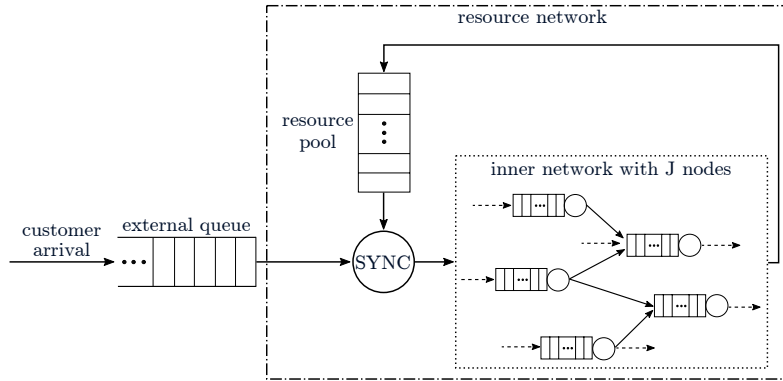 resource network
resource
pool
inner network with J nodes
customer
arrival
external queue
SYNC